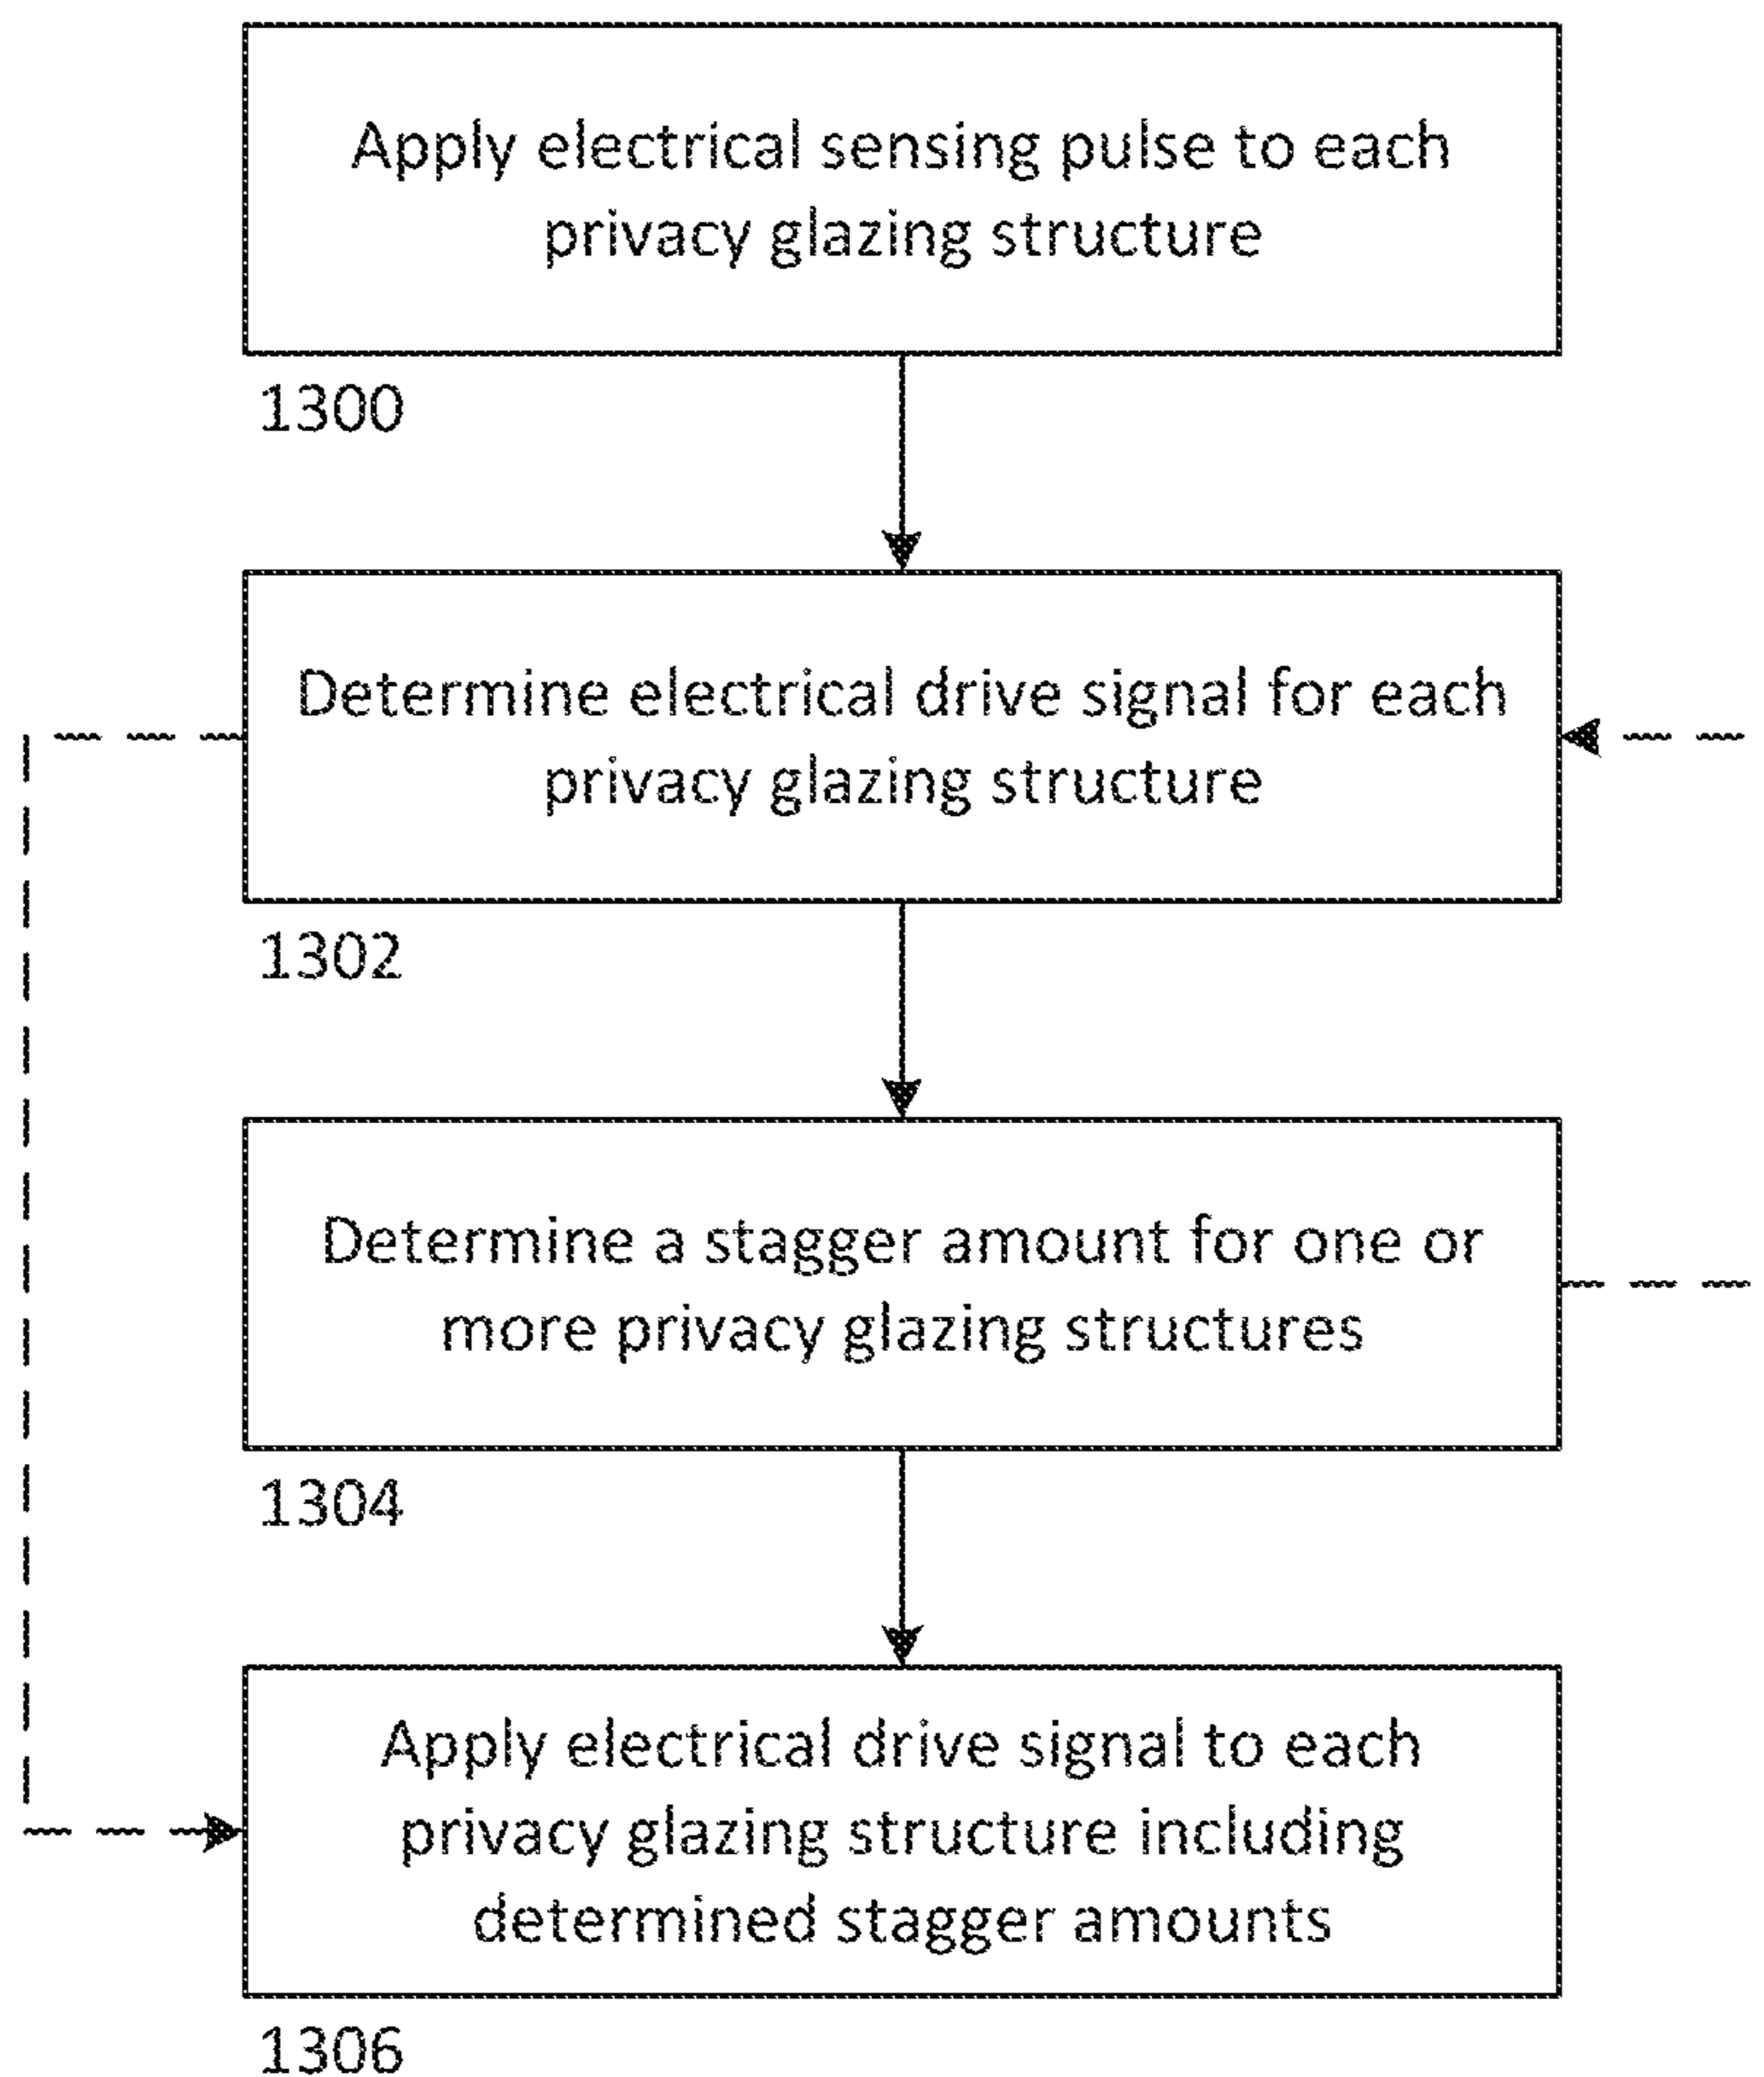 Apply electrical sensing pulse to each
privacy glazing structure
1300
Determine electrical drive signal for each
privacy glazing structure
1302
Determine a stagger amount for one or
more privacy glazing structures
1304
Apply electrical drive signal to each
privacy glazing structure including
determined stagger amounts
1306